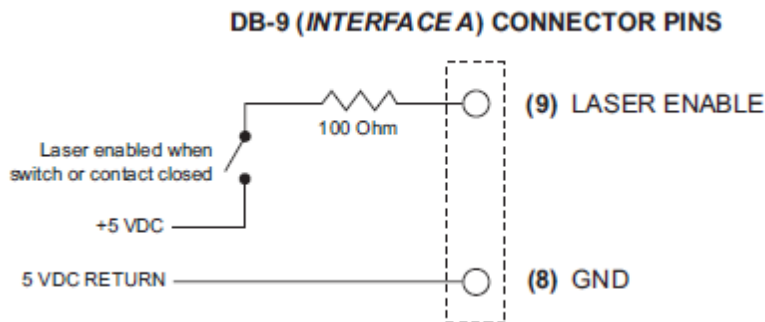 DB-9 (INTERFACE A) CONNECTOR PINS
(9) LASER ENABLE
100 Ohm
Laser enabled when
switch or contact closed
+5 VDC
5 VDC RETURN
(8) GND